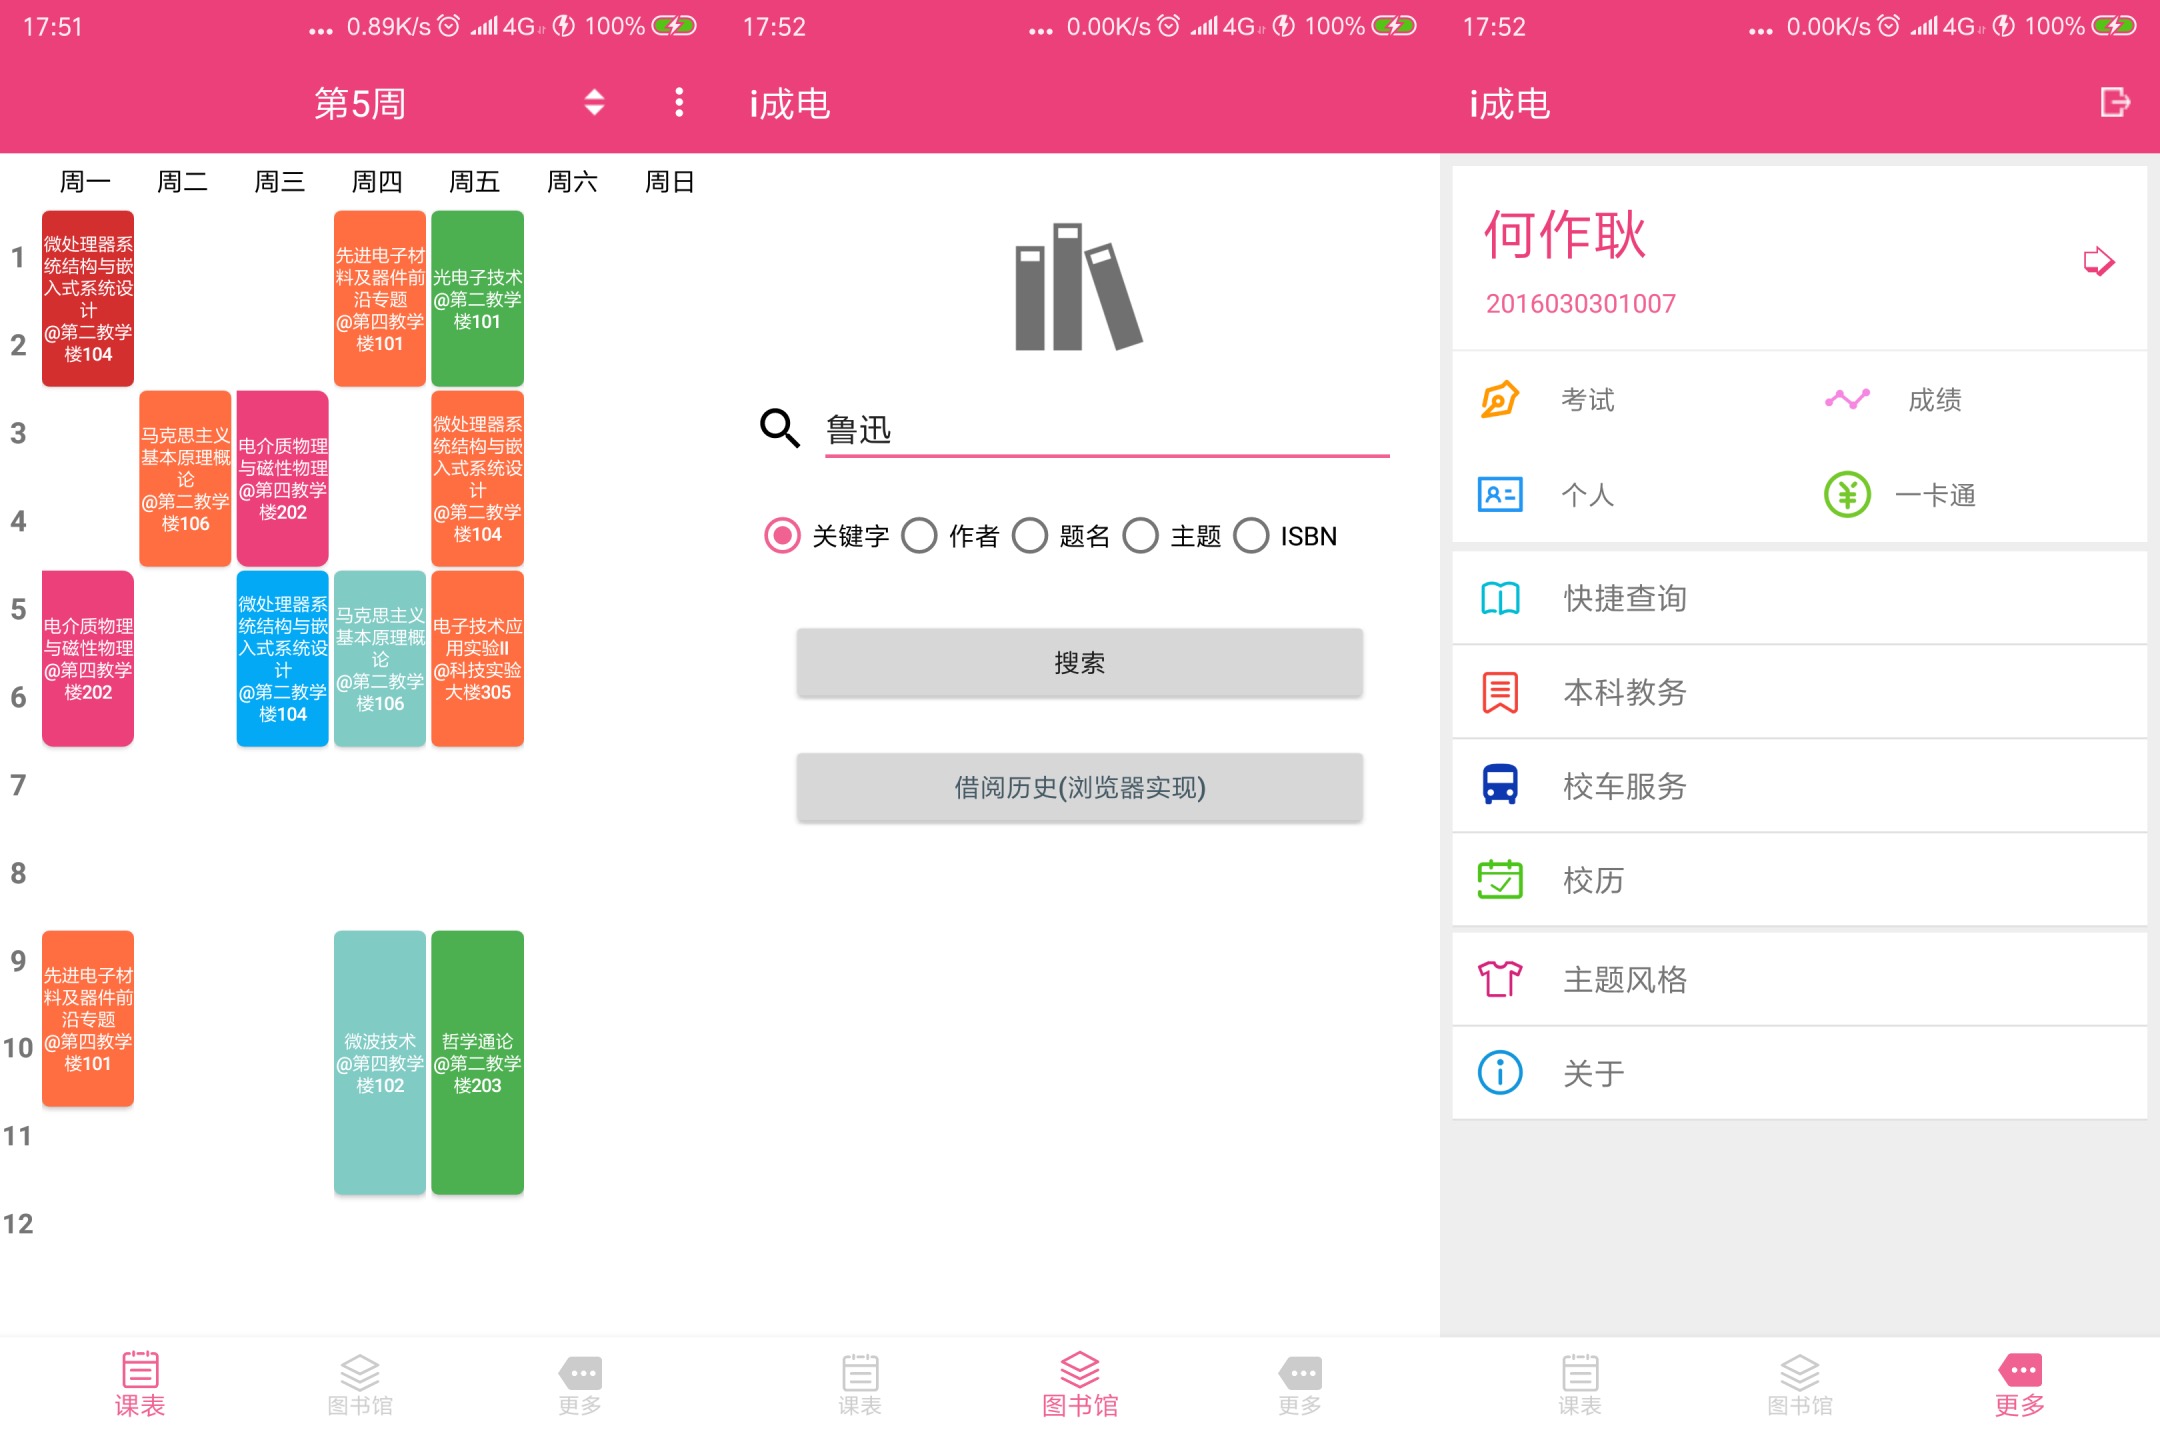 17:51
... 0.89K/s 4G 100%
第5周
周一 周二 周三 周四 周五 周六 周日
1
2
3
4
5
6
7
8
9
10
11
12
微处理器系
统结构与嵌
入式系统设
计
@第二教学
楼104
电介质物理
与磁性物理
@第四教学
楼202
先进电子材
料及器件前
沿专题
@第四教学
楼101
马克思主义
基本原理概
论
@第二教学
楼106
电介质物理
与磁性物理
@第四教学
楼202
微处理器系
统结构与嵌
入式系统设
计
@第二教学
楼104
先进电子材
料及器件前
沿专题
@第四教学
楼101
马克思主义
基本原理概
论
@第二教学
楼106
微波技术
@第四教学
楼102
光电子技术
@第二教学
楼101
微处理器系
统结构与嵌
入式系统设
计
@第二教学
楼104
电子技术应
用实验II
@科技实验
大楼305
哲学通论
@第二教学
楼203
课表 图书馆 更多
17:52
... 0.00K/s 4G 100%
i成电
鲁迅
关键字 作者 题名 主题 ISBN
搜索
借阅历史(浏览器实现)
课表 图书馆 更多
17:52
... 0.00K/s 4G 100%
i成电
何作耿
2016030301007
考试 成绩
个人 一卡通
快捷查询
本科教务
校车服务
校历
主题风格
关于
课表 图书馆 更多